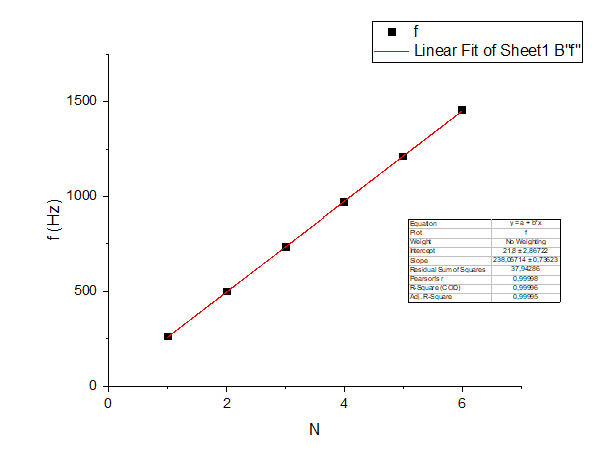 f
Linear Fit of Sheet1 B"f"
1500
1000
500
0
f (Hz)
0 2 4 6
N
Equation y = a + b*x
Plot f
Weight No Weighting
Intercept 21,8 ± 2,86722
Slope 238,05714 ± 0,73623
Residual Sum of Squares 37,94286
Pearson's r 0,99998
R-Square (COD) 0,99996
Adj. R-Square 0,99995